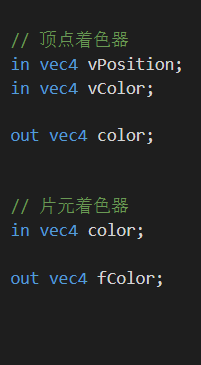 // 顶点着色器
in vec4 vPosition;
in vec4 vColor;
out vec4 color;
// 片元着色器
in vec4 color;
out vec4 fColor;